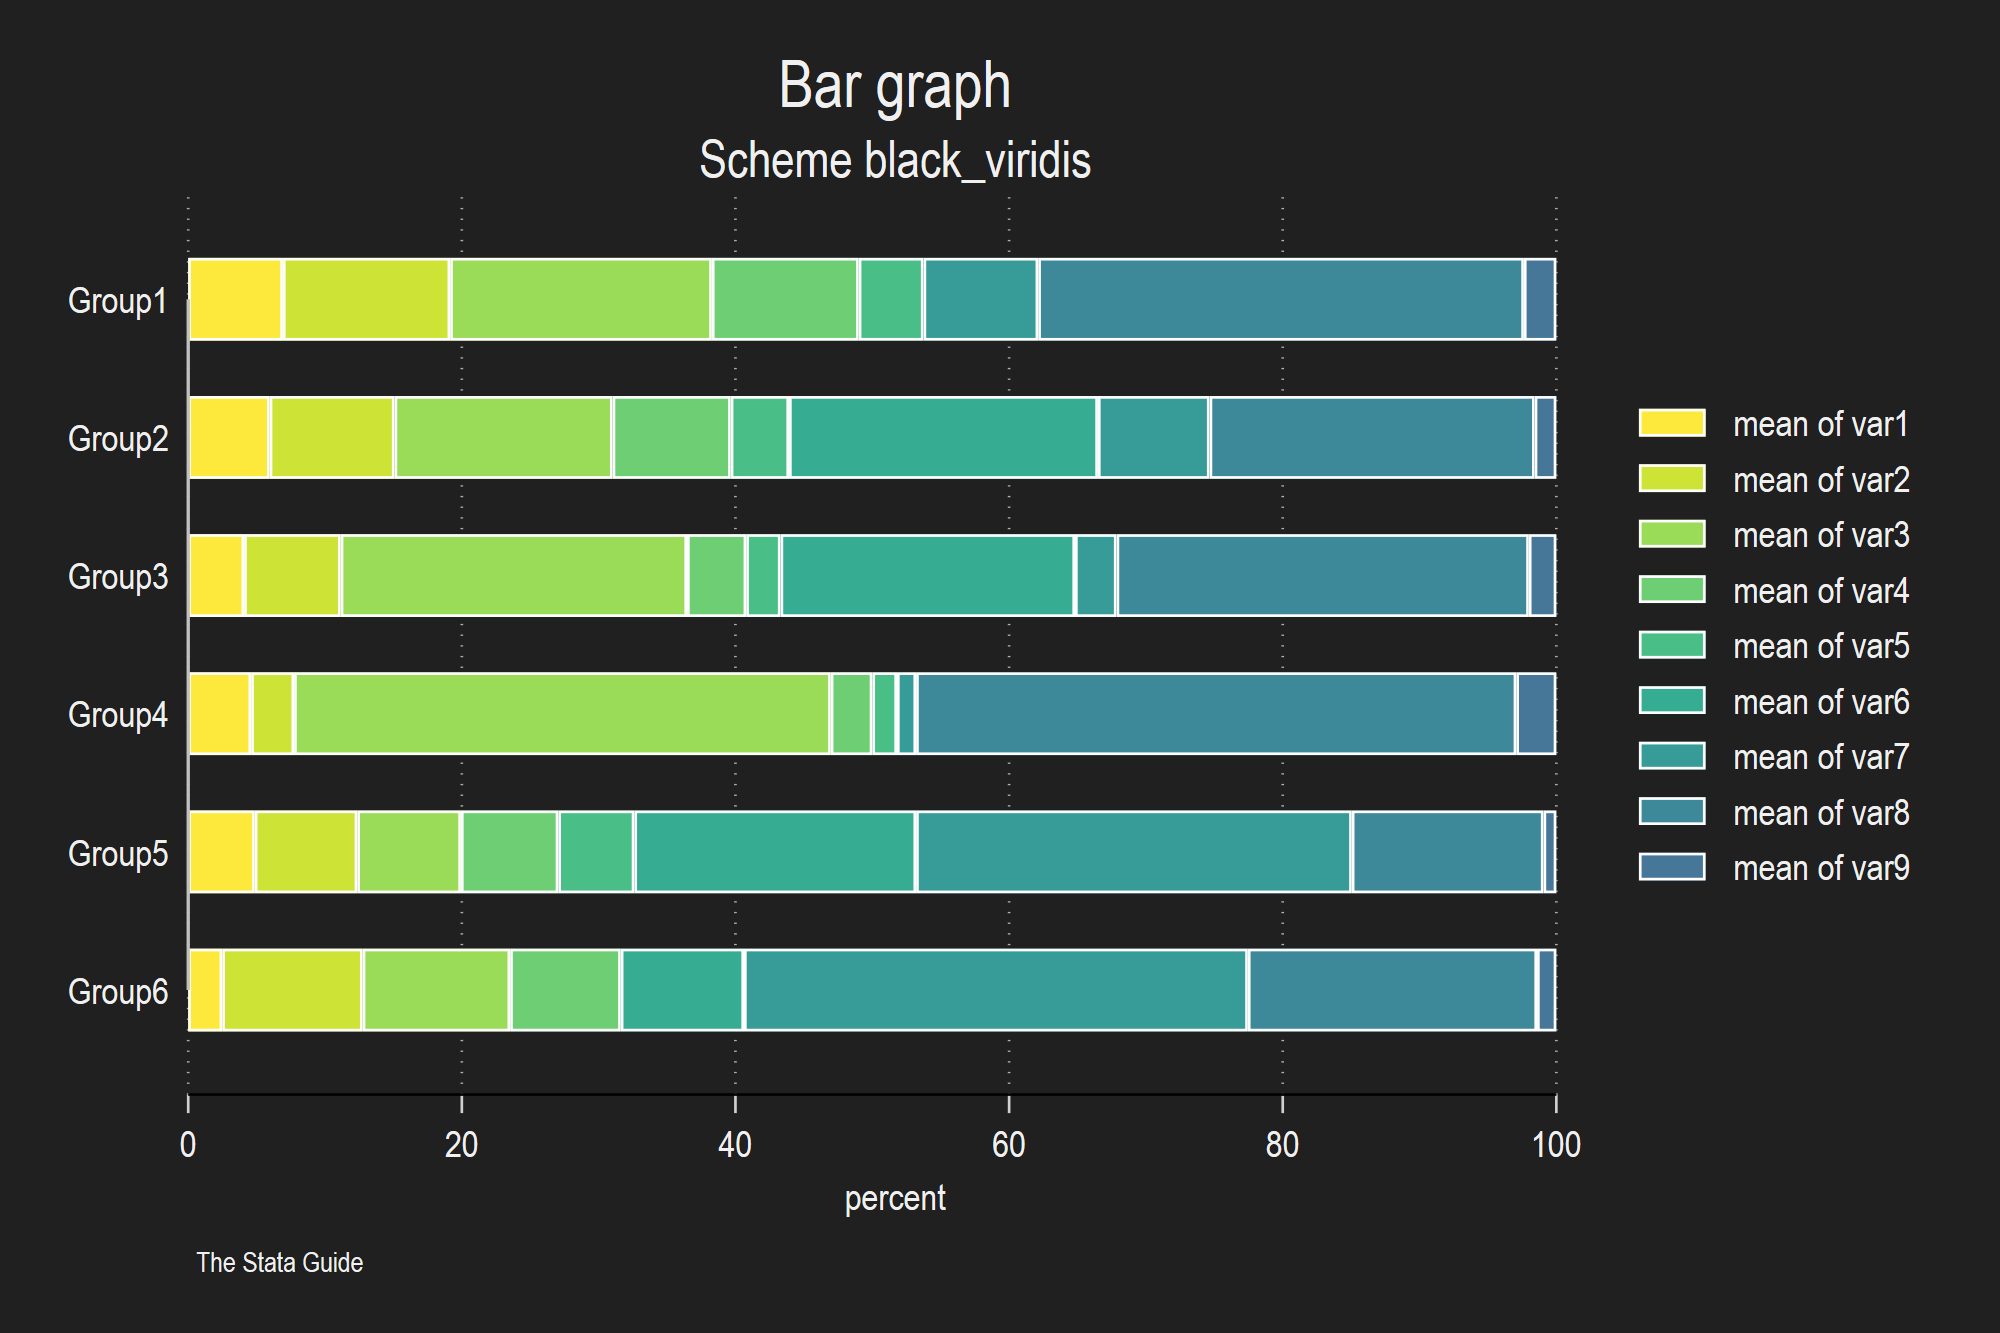 Bar graph
Scheme black_viridis
Group1
Group2
Group3
Group4
Group5
Group6
mean of var1
mean of var2
mean of var3
mean of var4
mean of var5
mean of var6
mean of var7
mean of var8
mean of var9
0 20 40 60 80 100
percent
The Stata Guide